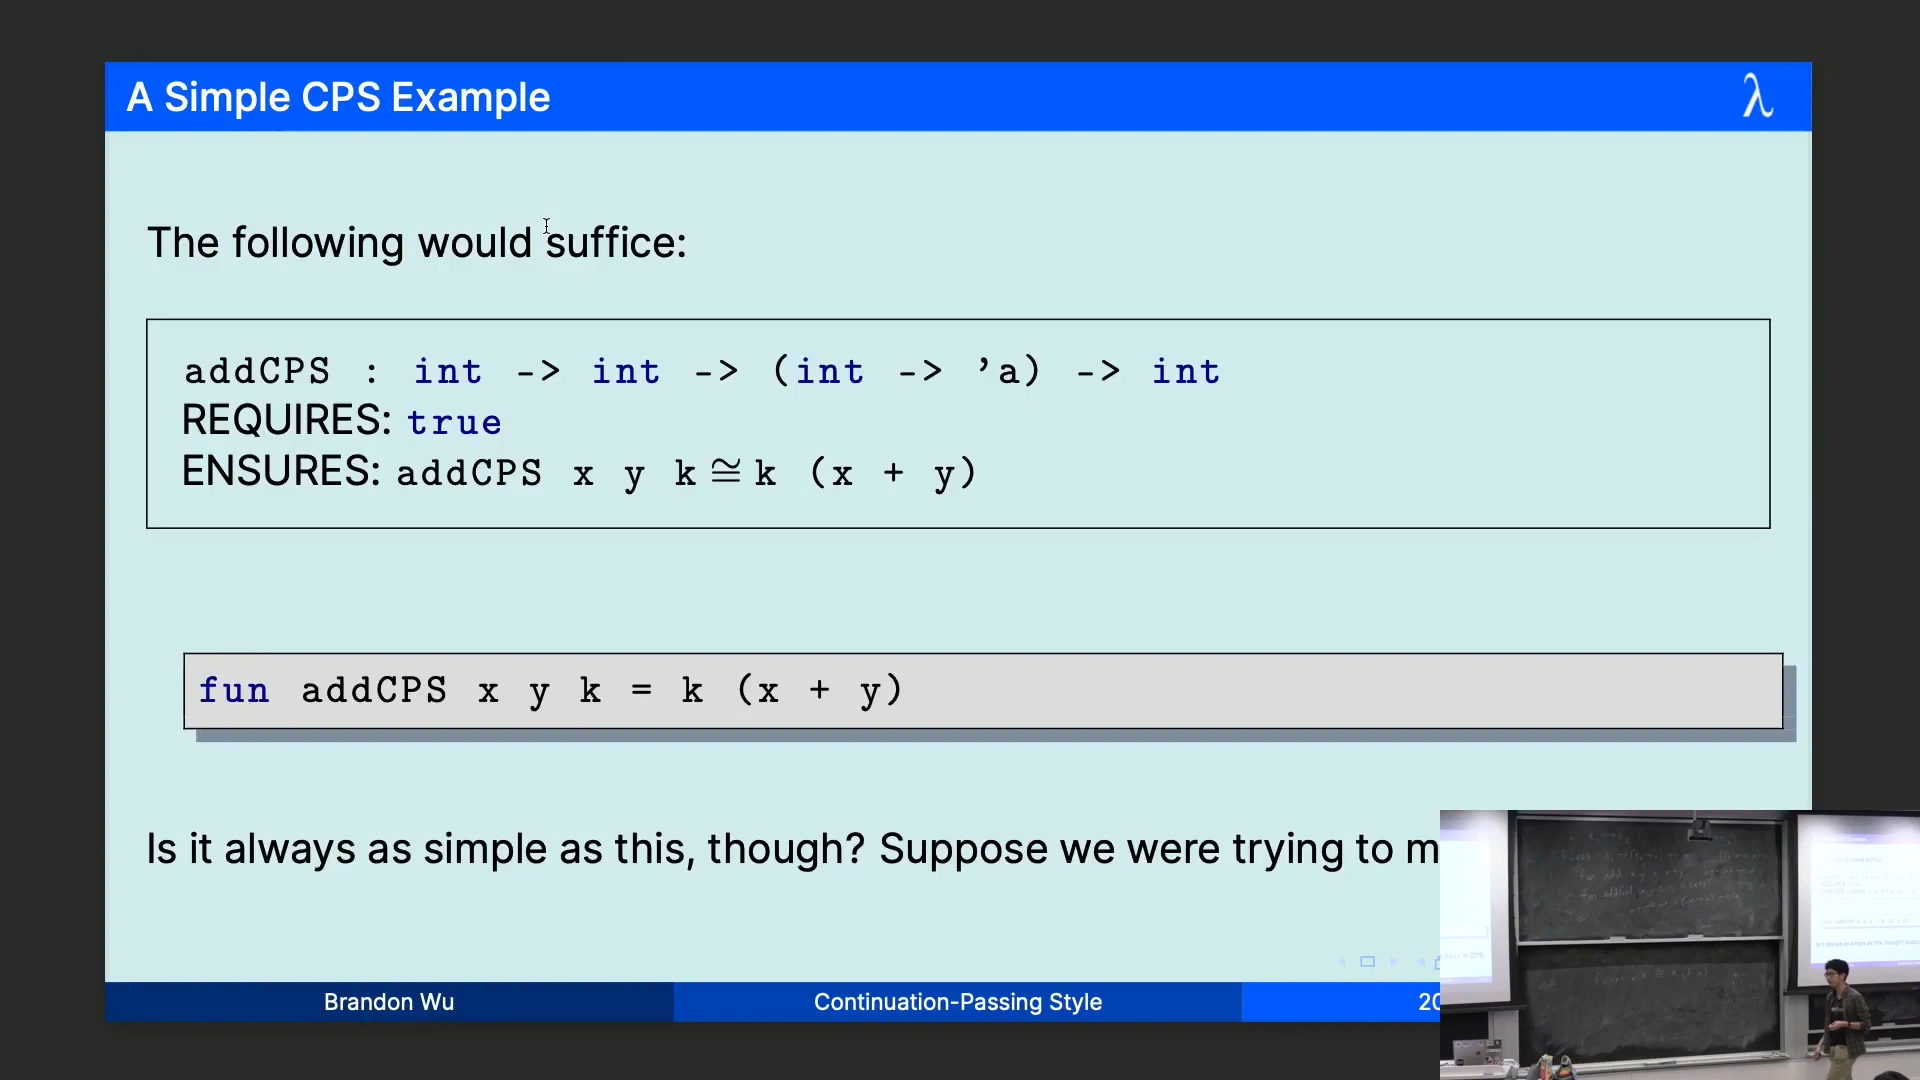 A Simple CPS Example
λ
The following would suffice:
addCPS : int -> int -> (int -> ’a) -> int
REQUIRES: true
ENSURES: addCPS x y k ≅ k (x + y)
fun addCPS x y k = k (x + y)
Is it always as simple as this, though? Suppose we were trying to m
Brandon Wu
Continuation-Passing Style
20